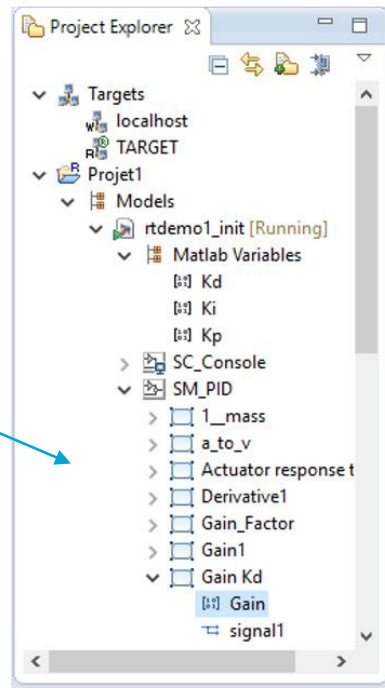 Project Explorer
Targets
localhost
TARGET
Projet1
Models
rtdemo1_init [Running]
Matlab Variables
Kd
Ki
Kp
SC_Console
SM_PID
1__mass
a_to_v
Actuator response t
Derivative1
Gain_Factor
Gain1
Gain Kd
Gain
signal1